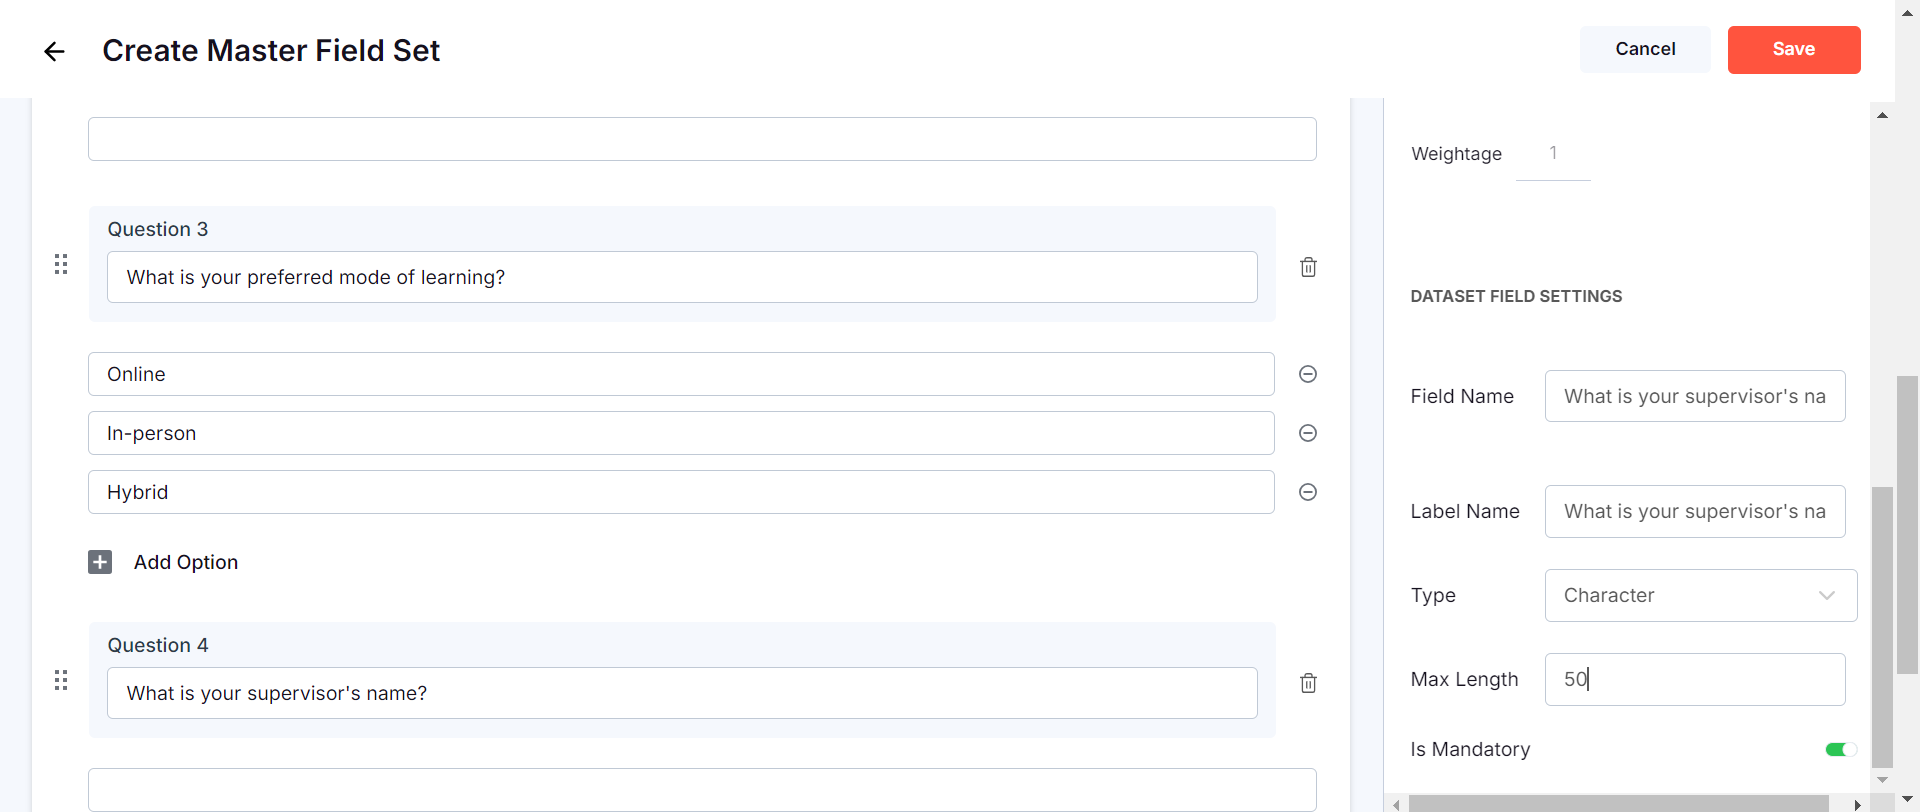 Create Master Field Set
Cancel
Save
Question 3
What is your preferred mode of learning?
Online
In-person
Hybrid
Add Option
Question 4
What is your supervisor's name?
Weightage 1
DATASET FIELD SETTINGS
Field Name What is your supervisor's na
Label Name What is your supervisor's na
Type Character
Max Length 50
Is Mandatory